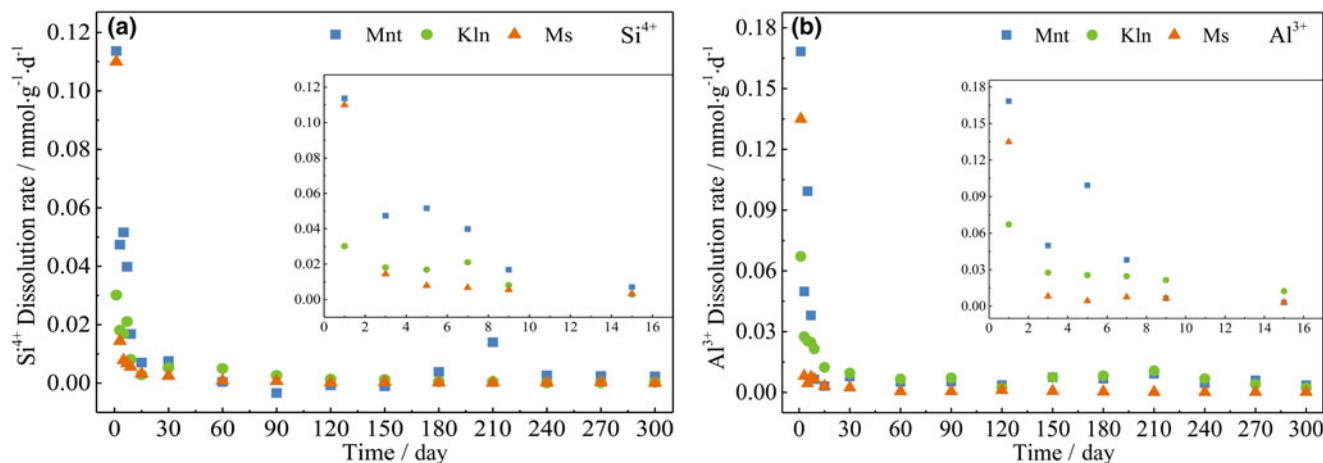 (a)
Mnt Kln Ms Si⁴⁺
Si⁴⁺ Dissolution rate / mmol·g⁻¹·d⁻¹
0.12
0.10
0.08
0.06
0.04
0.02
0.00
0.12
0.10
0.08
0.06
0.04
0.02
0.00
0 2 4 6 8 10 12 14 16
0 30 60 90 120 150 180 210 240 270 300
Time / day
(b)
Mnt Kln Ms Al³⁺
Al³⁺ Dissolution rate / mmol·g⁻¹·d⁻¹
0.18
0.15
0.12
0.09
0.06
0.03
0.00
0.18
0.15
0.12
0.09
0.06
0.03
0.00
0 2 4 6 8 10 12 14 16
0 30 60 90 120 150 180 210 240 270 300
Time / day